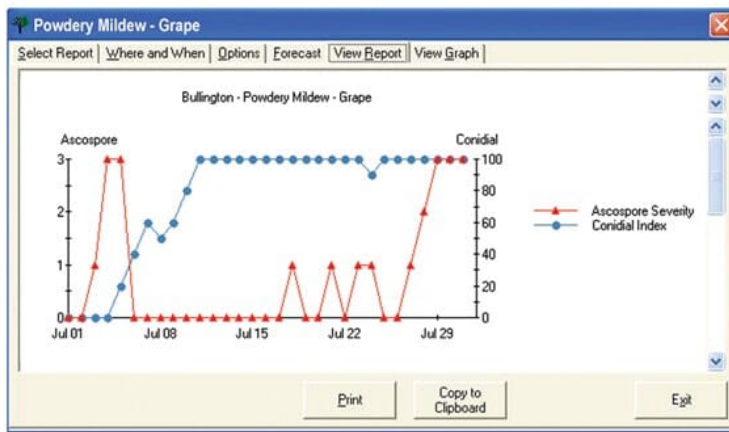 Powdery Mildew - Grape
Select Report Where and When Options Forecast View Report View Graph
Bullington - Powdery Mildew - Grape
Ascospore Conidial
3 100
80
2 60
1 40
20
0 0
Jul 01 Jul 08 Jul 15 Jul 22 Jul 29
Ascospore Severity
Conidial Index
Print Copy to Clipboard Exit